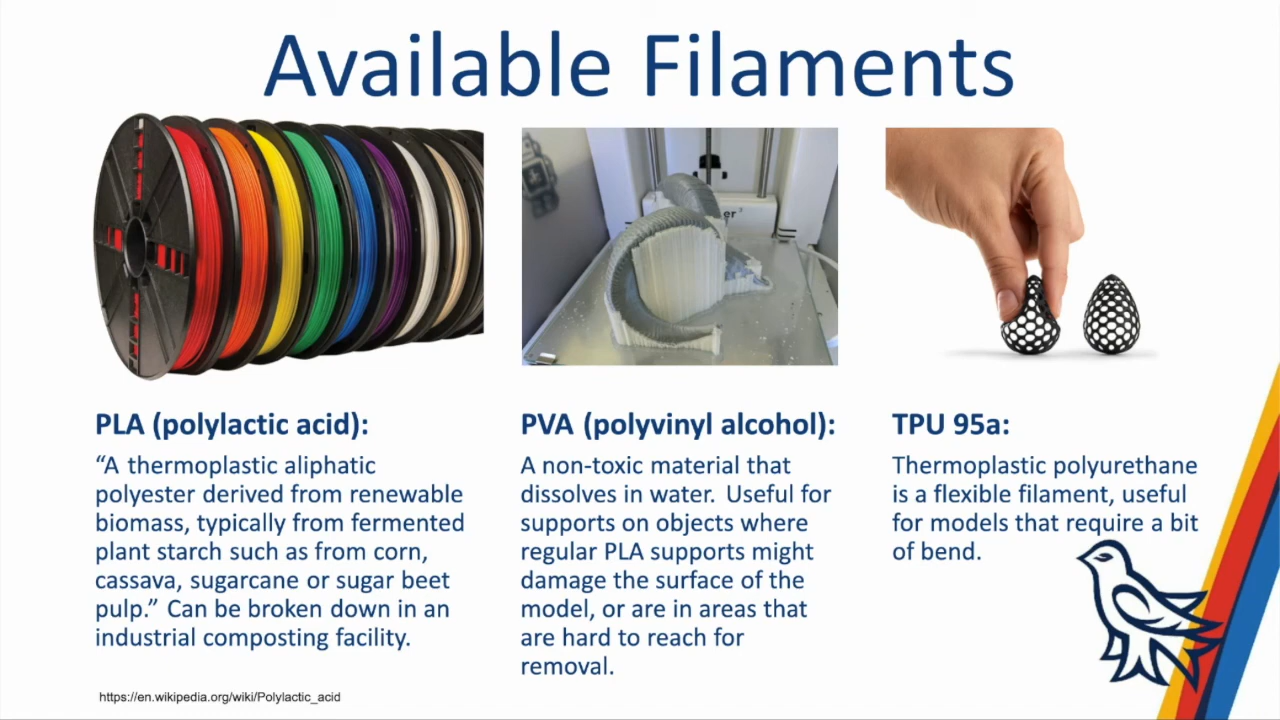 Available Filaments
er³
PLA (polylactic acid):
“A thermoplastic aliphatic
polyester derived from renewable
biomass, typically from fermented
plant starch such as from corn,
cassava, sugarcane or sugar beet
pulp.” Can be broken down in an
industrial composting facility.
https://en.wikipedia.org/wiki/Polylactic_acid
PVA (polyvinyl alcohol):
A non-toxic material that
dissolves in water. Useful for
supports on objects where
regular PLA supports might
damage the surface of the
model, or are in areas that
are hard to reach for
removal.
TPU 95a:
Thermoplastic polyurethane
is a flexible filament, useful
for models that require a bit
of bend.